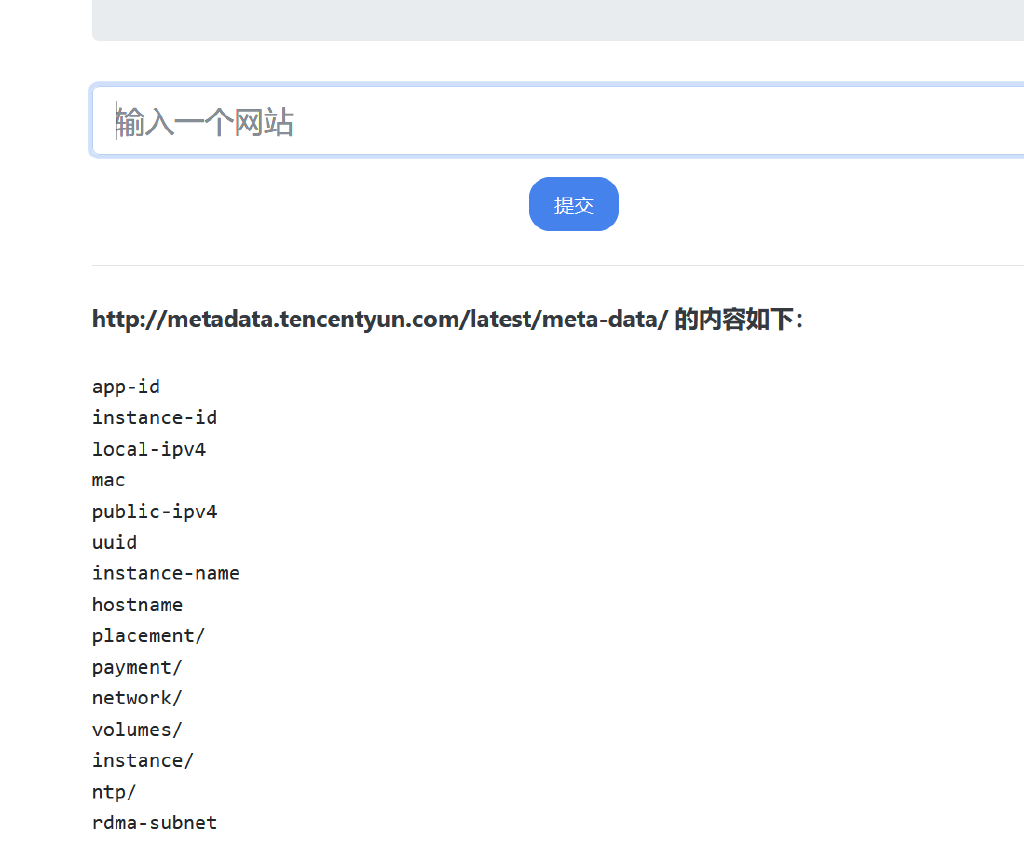 输入一个网站
提交
http://metadata.tencentyun.com/latest/meta-data/ 的内容如下：
app-id
instance-id
local-ipv4
mac
public-ipv4
uuid
instance-name
hostname
placement/
payment/
network/
volumes/
instance/
ntp/
rdma-subnet